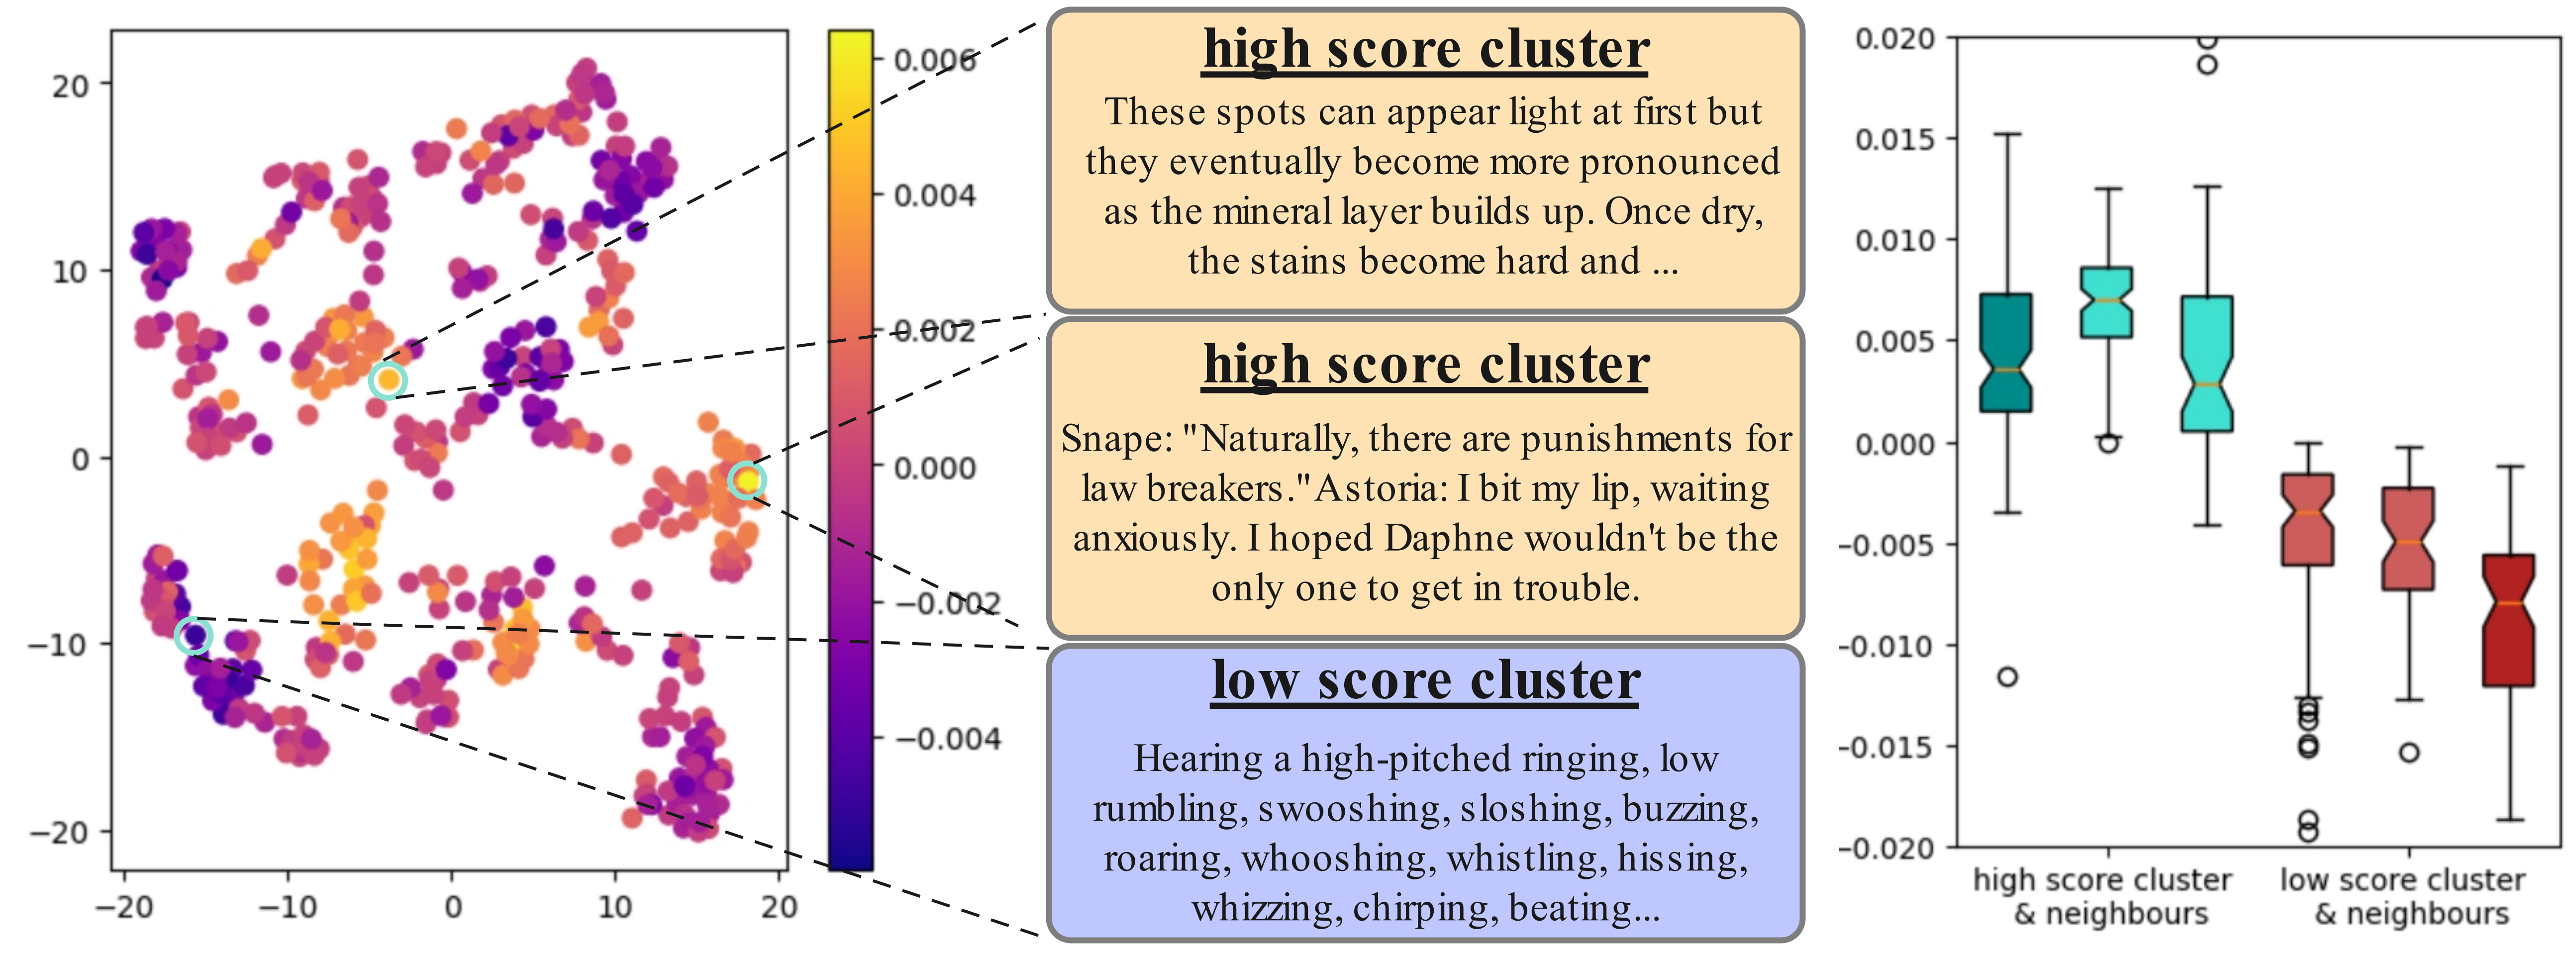 20
10
0
−10
−20
−20
−10
0
10
20
0.006
0.004
0.002
0.000
−0.002
−0.004
high score cluster
These spots can appear light at first but
they eventually become more pronounced
as the mineral layer builds up. Once dry,
the stains become hard and ...
high score cluster
Snape: "Naturally, there are punishments for
law breakers."Astoria: I bit my lip, waiting
anxiously. I hoped Daphne wouldn't be the
only one to get in trouble.
low score cluster
Hearing a high-pitched ringing, low
rumbling, swooshing, sloshing, buzzing,
roaring, whooshing, whistling, hissing,
whizzing, chirping, beating...
0.020
0.015
0.010
0.005
0.000
−0.005
−0.010
−0.015
−0.020
high score cluster
& neighbours
low score cluster
& neighbours